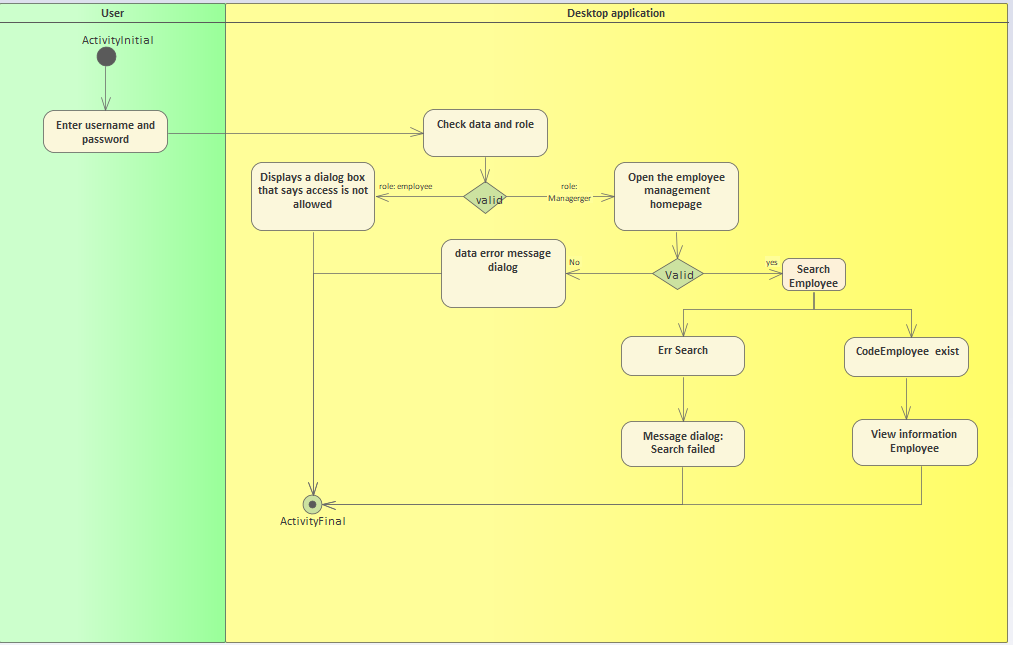 User
Desktop application
ActivityInitial
Enter username and
password
Check data and role
Displays a dialog box
that says access is not
allowed
role: employee
valid
role:
Managerger
Open the employee
management
homepage
data error message
dialog
No
Valid
yes
Search
Employee
Err Search
CodeEmployee exist
Message dialog:
Search failed
View information
Employee
ActivityFinal